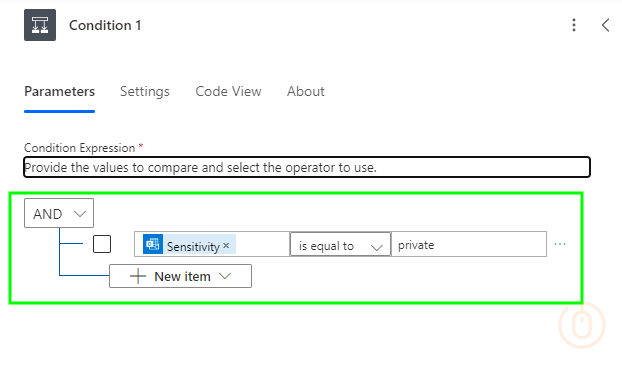 Condition 1
Parameters Settings Code View About
Condition Expression *
Provide the values to compare and select the operator to use.
AND
Sensitivity × is equal to private ...
+ New item